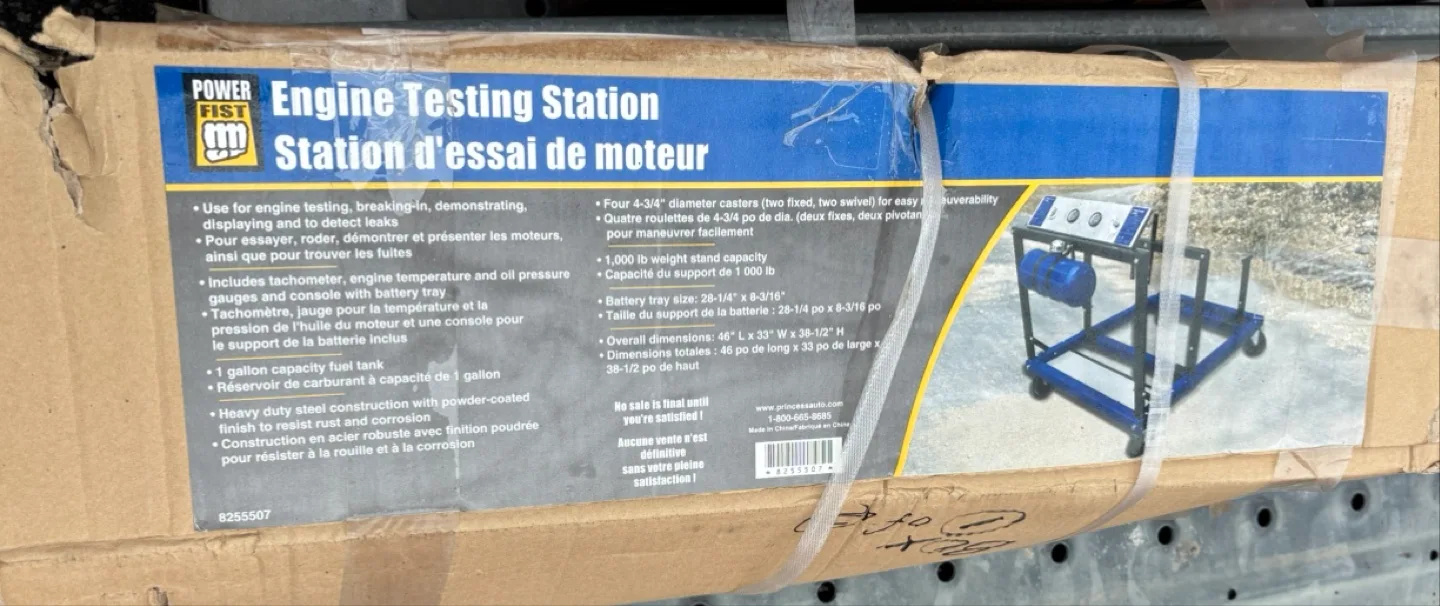 POWER
FIST
Engine Testing Station
Station d'essai de moteur
• Use for engine testing, breaking-in, demonstrating,
displaying and to detect leaks
• Pour essayer, roder, démontrer et présenter les moteurs,
ainsi que pour trouver les fuites
• Includes tachometer, engine temperature and oil pressure
gauges and console with battery tray
• Tachomètre, jauge pour la température et la
pression de l'huile du moteur et une console pour
le support de la batterie inclus
• 1 gallon capacity fuel tank
• Réservoir de carburant à capacité de 1 gallon
• Heavy duty steel construction with powder-coated
finish to resist rust and corrosion
• Construction en acier robuste avec finition poudrée
pour résister à la rouille et à la corrosion
8255507
• Four 4-3/4" diameter casters (two fixed, two swivel) for easy
• Quatre roulettes de 4-3/4 po de dia. (deux fixes, deux pivotan
pour maneuvrer facilement
• 1,000 lb weight stand capacity
• Capacité du support de 1 000 lb
• Battery tray size: 28-1/4" x 8-3/16"
• Taille du support de la batterie : 28-1/4 po x 8-3/16 po
• Overall dimensions: 46" L x 33" W x 38-1/2" H
• Dimensions totales : 46 po de long x 33 po de large x
38-1/2 po de haut
No sale is final until
you're satisfied !
Aucune vente n'est
définitive
sans votre pleine
satisfaction !
www.princessauto.com
1-800-665-8685
Made in China/Fabriqué en Chine
8255507
Box
1 of